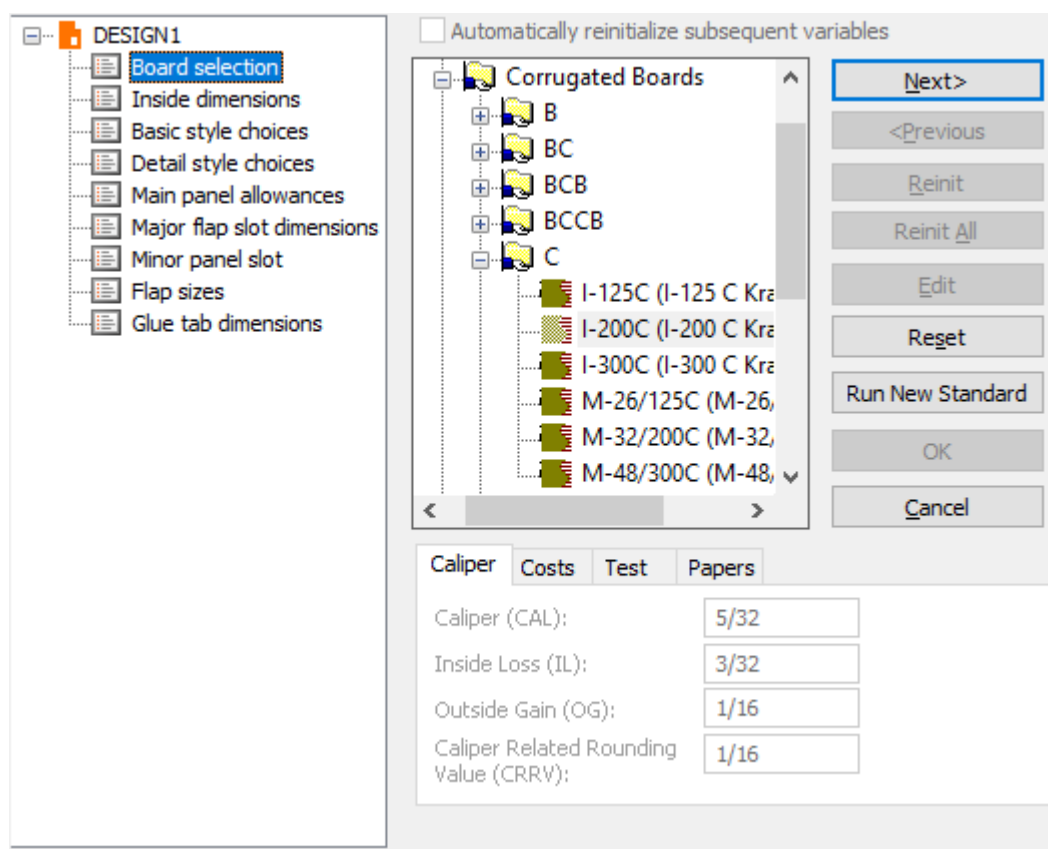 DESIGN1
Board selection
Inside dimensions
Basic style choices
Detail style choices
Main panel allowances
Major flap slot dimensions
Minor panel slot
Flap sizes
Glue tab dimensions
Automatically reinitialize subsequent variables
Corrugated Boards
B
BC
BCB
BCCB
C
I-125C (I-125 C Kra
I-200C (I-200 C Kra
I-300C (I-300 C Kra
M-26/125C (M-26/
M-32/200C (M-32/
M-48/300C (M-48/
Next>
<Previous
Reinit
Reinit All
Edit
Reset
Run New Standard
OK
Cancel
Caliper Costs Test Papers
Caliper (CAL): 5/32
Inside Loss (IL): 3/32
Outside Gain (OG): 1/16
Caliper Related Rounding
Value (CRRV): 1/16